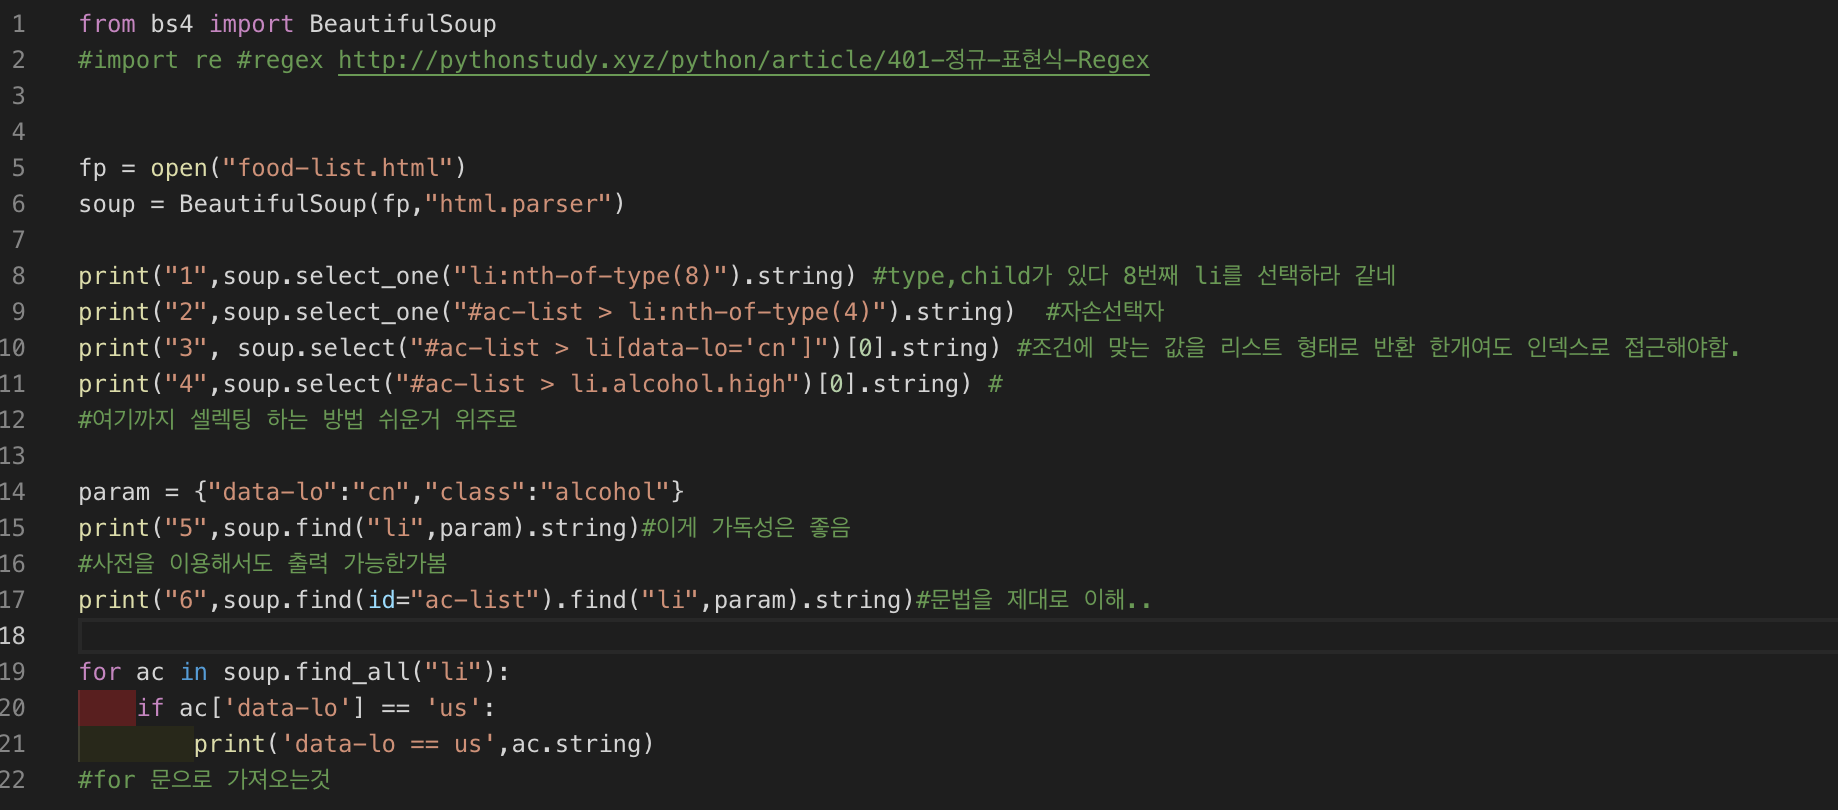 1 from bs4 import BeautifulSoup
2 #import re #regex http://pythonstudy.xyz/python/article/401-정규-표현식-Regex
3
4
5 fp = open("food-list.html")
6 soup = BeautifulSoup(fp,"html.parser")
7
8 print("1",soup.select_one("li:nth-of-type(8)").string) #type,child가 있다 8번째 li를 선택하라 같네
9 print("2",soup.select_one("#ac-list > li:nth-of-type(4)").string)  #자손선택자
10 print("3", soup.select("#ac-list > li[data-lo='cn']")[0].string) #조건에 맞는 값을 리스트 형태로 반환 한개여도 인덱스로 접근해야함.
11 print("4",soup.select("#ac-list > li.alcohol.high")[0].string) #
12 #여기까지 셀렉팅 하는 방법 쉬운거 위주로
13
14 param = {"data-lo":"cn","class":"alcohol"}
15 print("5",soup.find("li",param).string)#이게 가독성은 좋음
16 #사전을 이용해서도 출력 가능한가봄
17 print("6",soup.find(id="ac-list").find("li",param).string)#문법을 제대로 이해..
18
19 for ac in soup.find_all("li"):
20     if ac['data-lo'] == 'us':
21         print('data-lo == us',ac.string)
22 #for 문으로 가져오는것